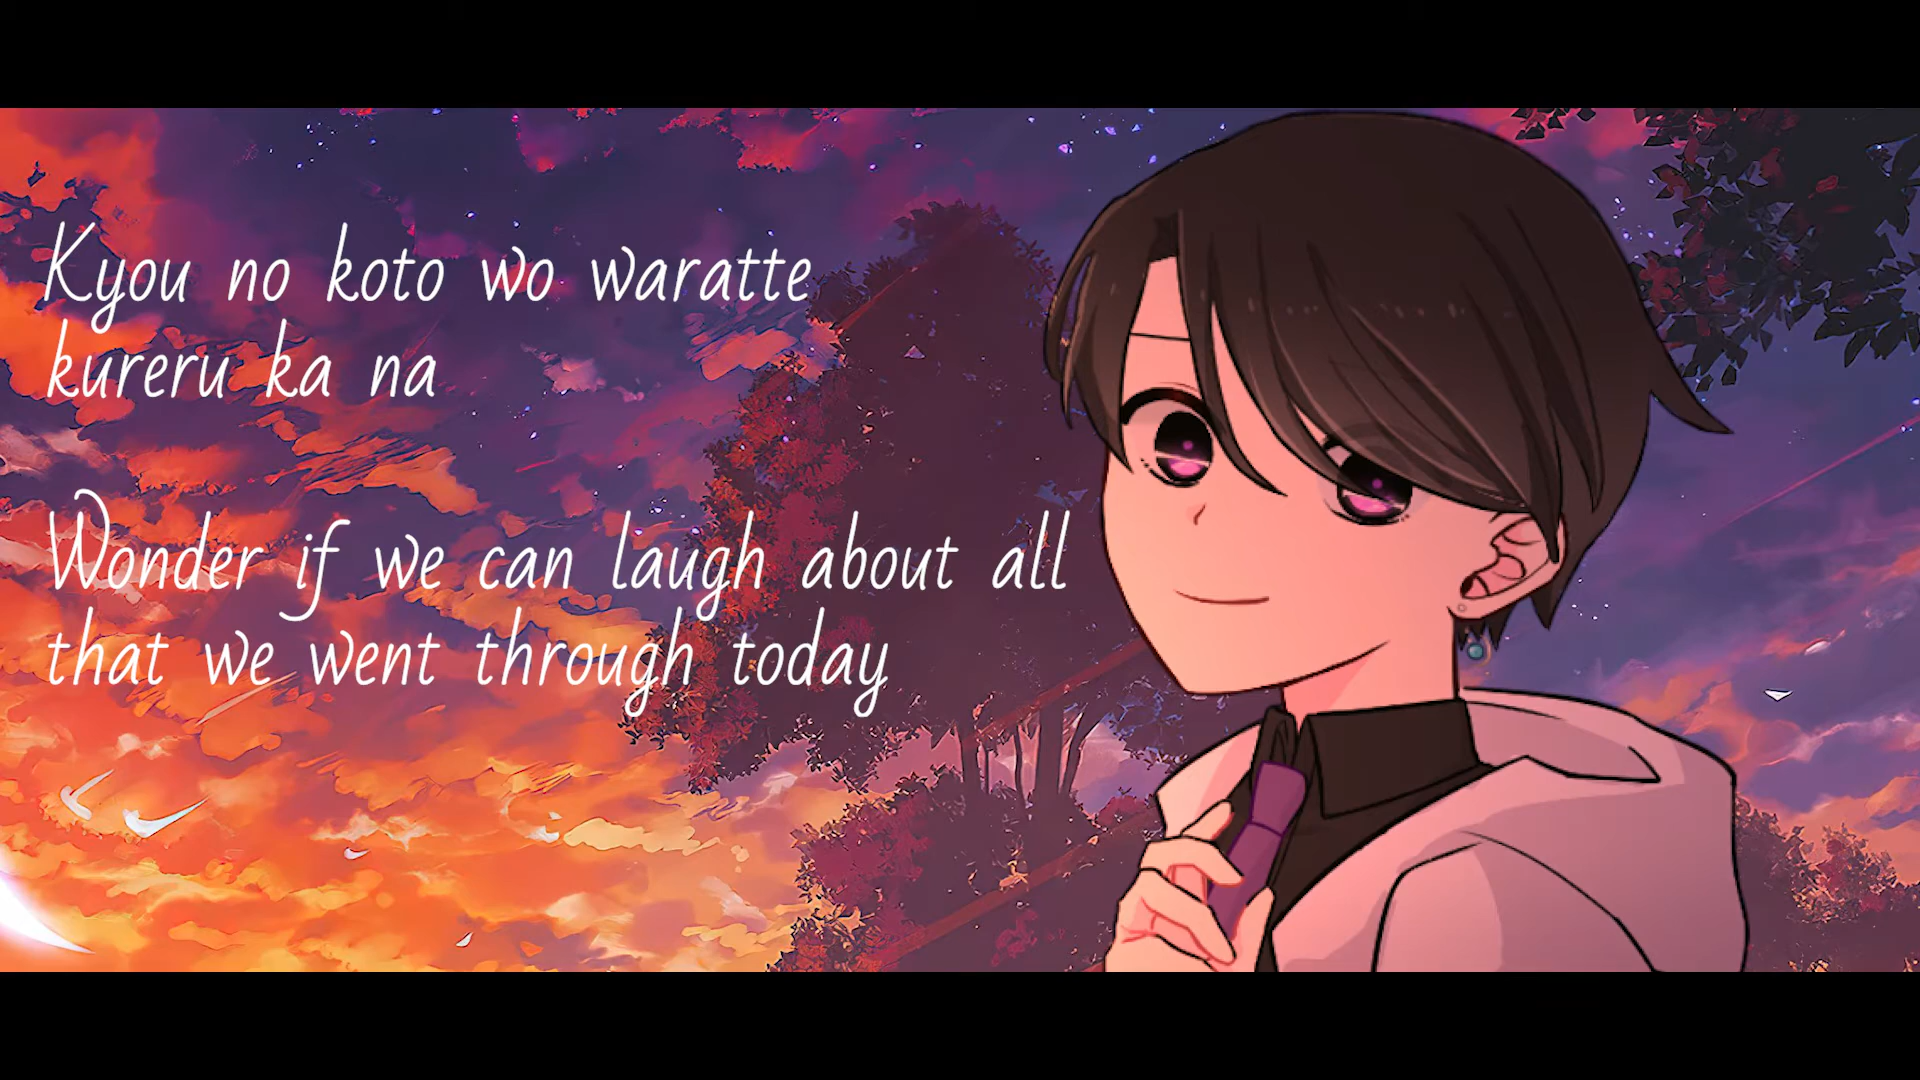 Kyou no koto wo waratte
kureru ka na
Wonder if we can laugh about all
that we went through today